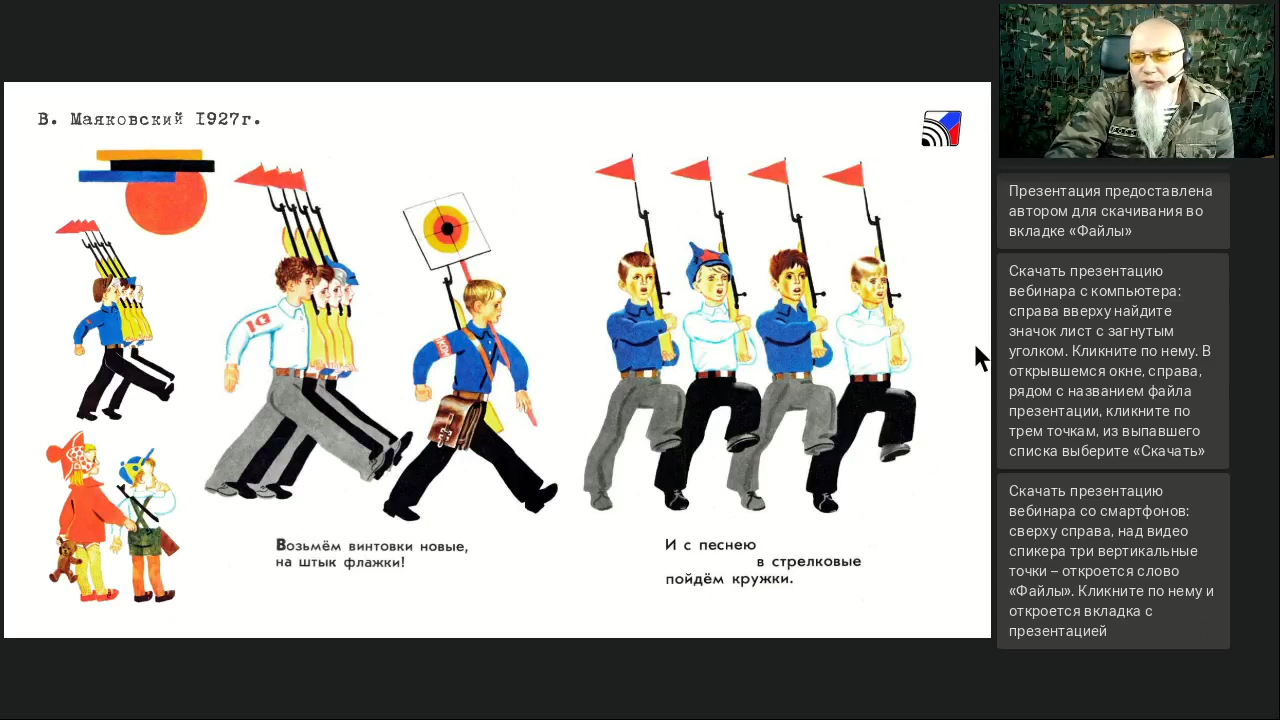 В. Маяковский 1927г.
Возьмём винтовки новые,
на штык флажки!
И с песнею
в стрелковые
пойдём кружки.
Презентация предоставлена
автором для скачивания во
вкладке «Файлы»
Скачать презентацию
вебинара с компьютера:
справа вверху найдите
значок лист с загнутым
уголком. Кликните по нему. В
открывшемся окне, справа,
рядом с названием файла
презентации, кликните по
трем точкам, из выпавшего
списка выберите «Скачать»
Скачать презентацию
вебинара со смартфонов:
сверху справа, над видео
спикера три вертикальные
точки – откроется слово
«Файлы». Кликните по нему и
откроется вкладка с
презентацией